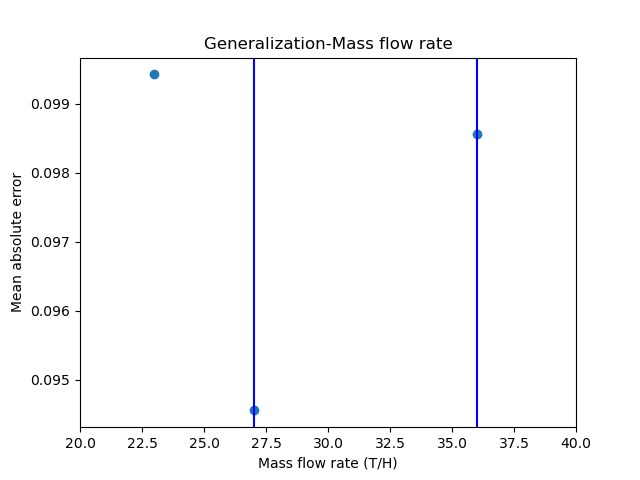 Generalization-Mass flow rate
Mean absolute error
0.099
0.098
0.097
0.096
0.095
20.0 22.5 25.0 27.5 30.0 32.5 35.0 37.5 40.0
Mass flow rate (T/H)